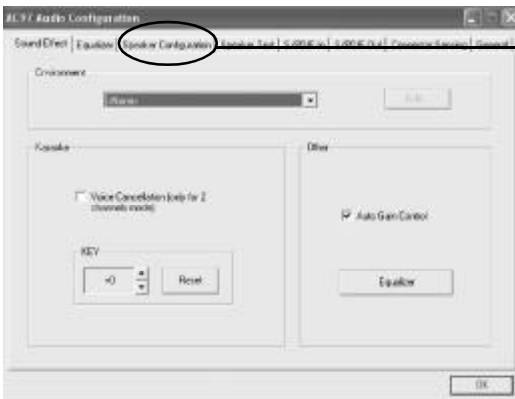 AC97 Audio Configuration
Sound Effect Equalizer Speaker Configuration Speaker Test S/PDIF In S/PDIF Out Connector Sensing General
Environment
<None>
Edit
Karaoke
Other
Voice Cancellation (only for 2
channels mode)
Auto Gain Control
KEY
+0
Reset
Equalizer
OK